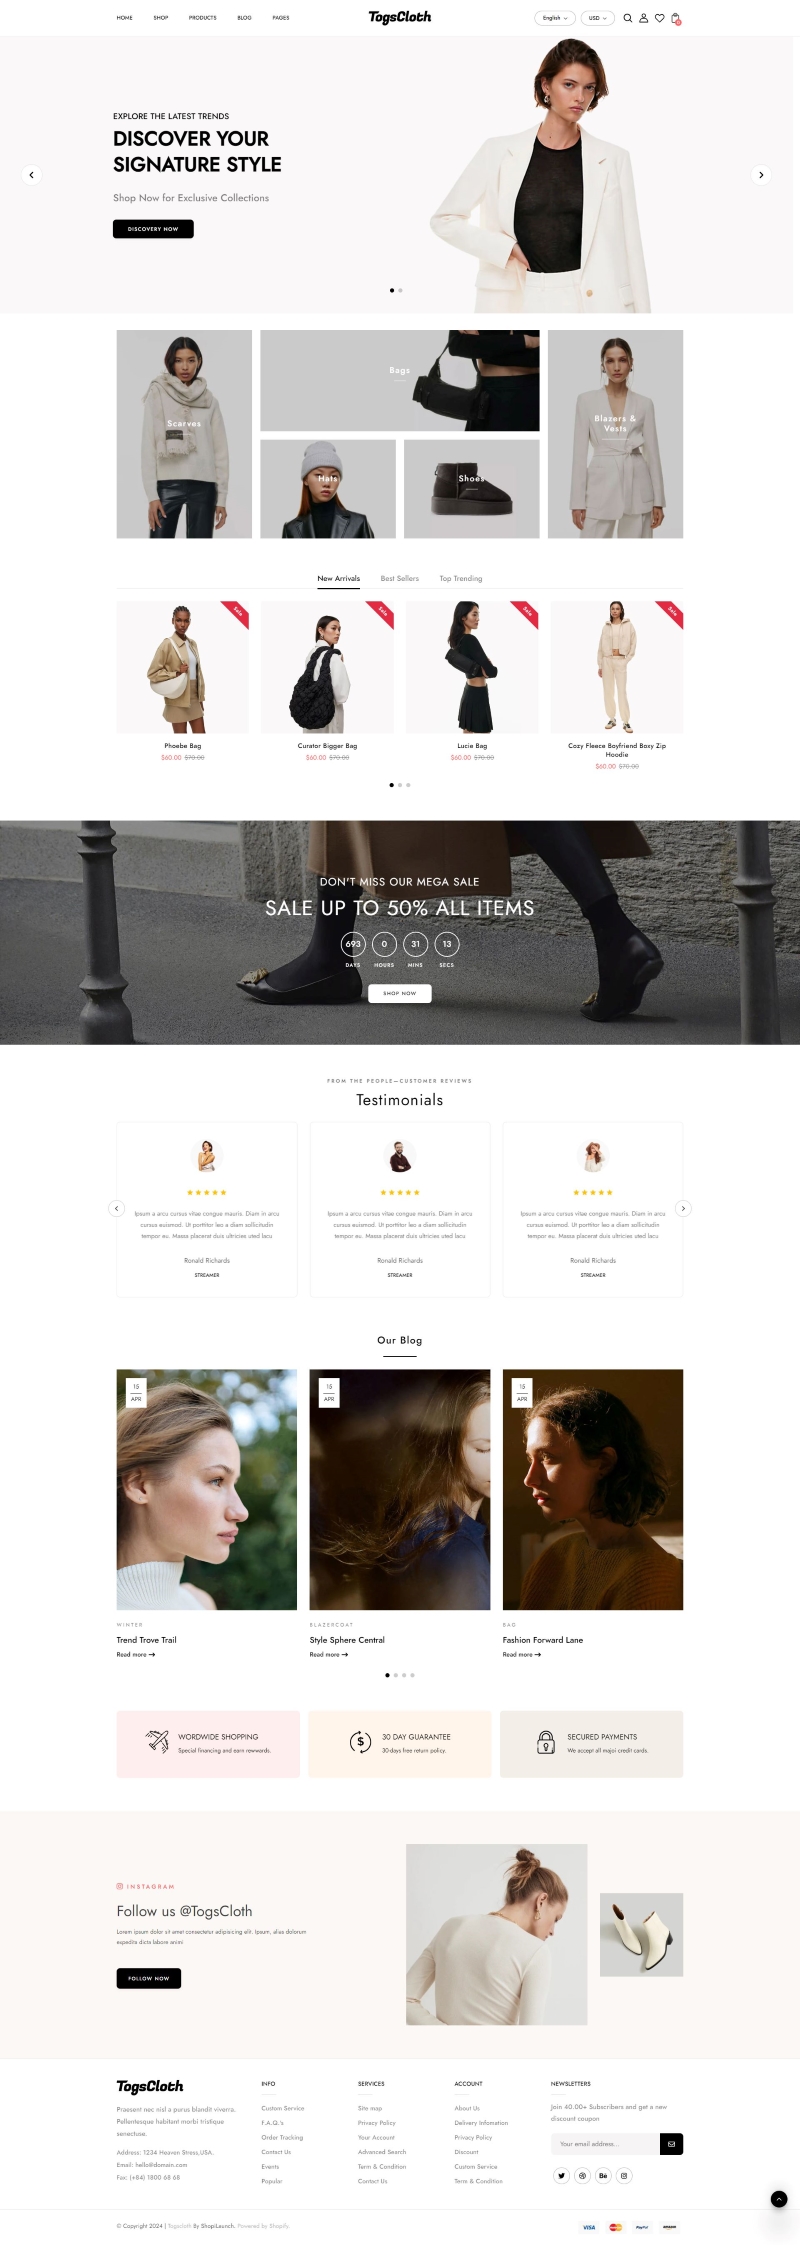 HOME SHOP PRODUCTS BLOG PAGES
TogsCloth
English USD
EXPLORE THE LATEST TRENDS
DISCOVER YOUR
SIGNATURE STYLE
Shop Now for Exclusive Collections
DISCOVERY NOW
Scarves
Bags
Hats
Shoes
Blazers &
Vests
New Arrivals Best Sellers Top Trending
Sale
Sale
Sale
Sale
Phoebe Bag
$60.00 $70.00
Curator Bigger Bag
$60.00 $70.00
Lucie Bag
$60.00 $70.00
Cozy Fleece Boyfriend Boxy Zip
Hoodie
$60.00 $70.00
DON'T MISS OUR MEGA SALE
SALE UP TO 50% ALL ITEMS
693 0 31 13
DAYS HOURS MINS SECS
SHOP NOW
FROM THE PEOPLE—CUSTOMER REVIEWS
Testimonials
Ipsum a arcu cursus vitae congue mauris. Diam in arcu
cursus euismod. Ut porttitor leo a diam sollicitudin
tempor eu. Massa placerat duis ultricies uted lacu
Ronald Richards
STREAMER
Ipsum a arcu cursus vitae congue mauris. Diam in arcu
cursus euismod. Ut porttitor leo a diam sollicitudin
tempor eu. Massa placerat duis ultricies uted lacu
Ronald Richards
STREAMER
Ipsum a arcu cursus vitae congue mauris. Diam in arcu
cursus euismod. Ut porttitor leo a diam sollicitudin
tempor eu. Massa placerat duis ultricies uted lacu
Ronald Richards
STREAMER
Our Blog
15
APR
15
APR
15
APR
WINTER
Trend Trove Trail
Read more
BLAZERCOAT
Style Sphere Central
Read more
BAG
Fashion Forward Lane
Read more
WORDWIDE SHOPPING
Special financing and earn rewwards.
30 DAY GUARANTEE
30-days free return policy.
SECURED PAYMENTS
We accept all major credit cards.
INSTAGRAM
Follow us @TogsCloth
Lorem ipsum dolor sit amet consectetur adipisicing elit. Ipsum, alias dolorum
expedita dicta labore animi
FOLLOW NOW
TogsCloth
Praesent nec nisl a purus blandit viverra.
Pellentesque habitant morbi tristique
senectuse.
Address: 1234 Heaven Stress,USA.
Email: hello@domain.com
Fax: (+84) 1800 68 68
INFO
Custom Service
F.A.Q.'s
Order Tracking
Contact Us
Events
Popular
SERVICES
Site map
Privacy Policy
Your Account
Advanced Search
Term & Condition
Contact Us
ACCOUNT
About Us
Delivery Infomation
Privacy Policy
Discount
Custom Service
Term & Condition
NEWSLETTERS
Join 40.00+ Subscribers and get a new
discount coupon
Your email address...
Bē
© Copyright 2024 | Togscloth By ShopiLaunch. Powered by Shopify.
VISA MasterCard PayPal amazon